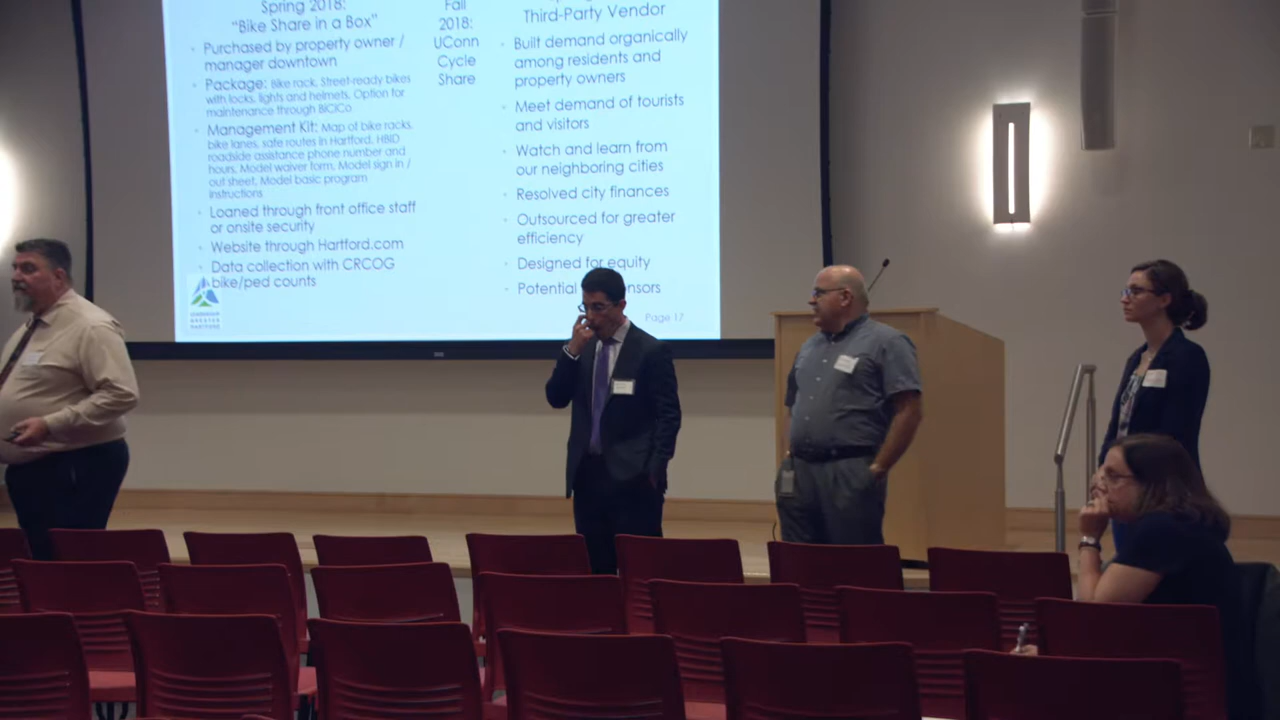 Spring 2018:
"Bike Share in a Box"
Purchased by property owner /
manager downtown
Package: Bike rack, Street-ready bikes
with locks, lights and helmets, Option for
maintenance through BiCiCo
Management Kit: Map of bike racks,
bike lanes, safe routes in Hartford, HBID
roadside assistance phone number and
hours, Model waiver form, Model sign in /
out sheet, Model basic program
instructions
Loaned through front office staff
or onsite security
Website through Hartford.com
Data collection with CRCOG
bike/ped counts
Fall
2018:
UConn
Cycle
Share
Third-Party Vendor
Built demand organically
among residents and
property owners
Meet demand of tourists
and visitors
Watch and learn from
our neighboring cities
Resolved city finances
Outsourced for greater
efficiency
Designed for equity
Potential
Page 17